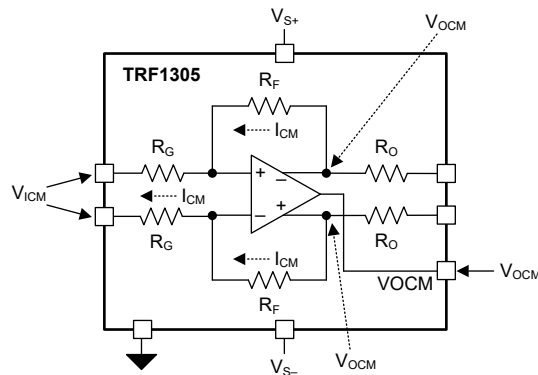 VS+
VOCM
TRF1305
RF
ICM
RG
RO
VICM
ICM
RG
RO
ICM
RF
VOCM
VOCM
VS–
VOCM